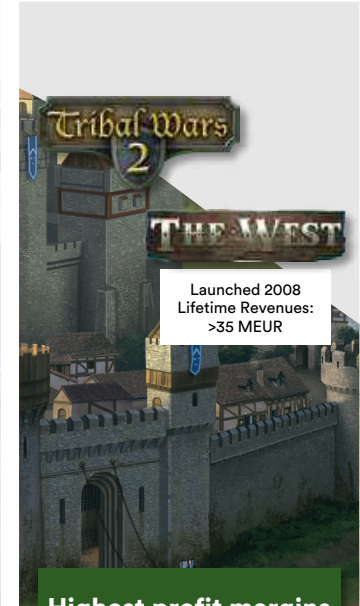 Tribal Wars
2
THE WEST
Launched 2008
Lifetime Revenues:
>35 MEUR
Highest profit margins